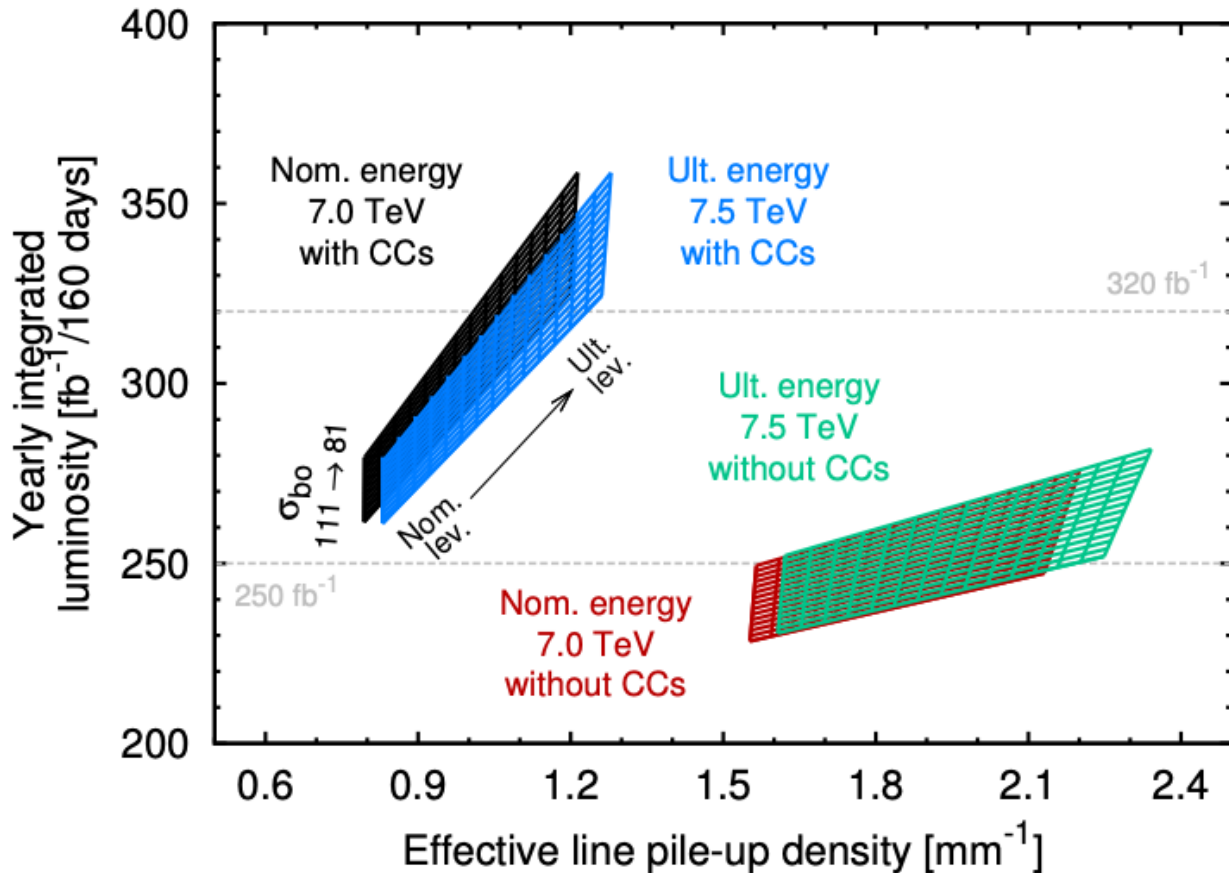 Yearly integrated
luminosity [fb⁻¹/160 days]
400
350
300
250
200
Nom. energy
7.0 TeV
with CCs
Ult. energy
7.5 TeV
with CCs
320 fb⁻¹
σbo
111 → 81
Nom.
lev.
Ult.
lev.
Ult. energy
7.5 TeV
without CCs
250 fb⁻¹
Nom. energy
7.0 TeV
without CCs
0.6 0.9 1.2 1.5 1.8 2.1 2.4
Effective line pile-up density [mm⁻¹]